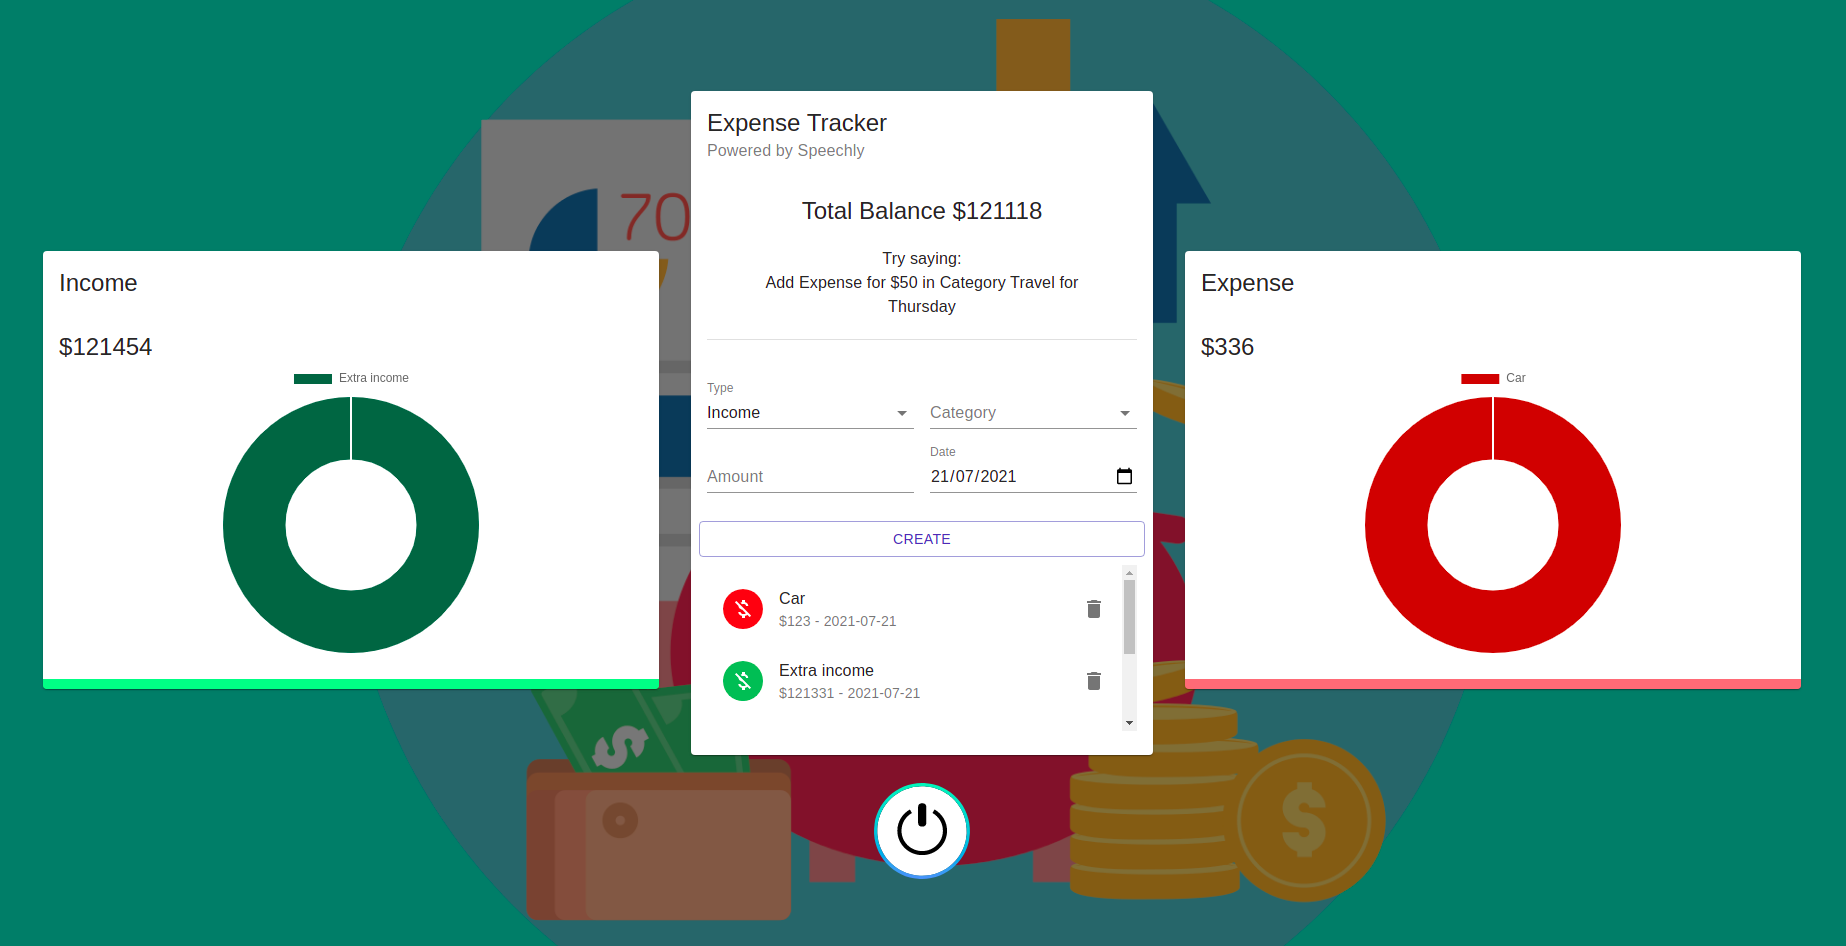 70
Expense Tracker
Powered by Speechly
Total Balance $121118
Try saying:
Add Expense for $50 in Category Travel for
Thursday
Income
$121454
Extra income
Type
Income
Category
Amount
Date
21/07/2021
CREATE
Car
$123 - 2021-07-21
Extra income
$121331 - 2021-07-21
Expense
$336
Car
$
$